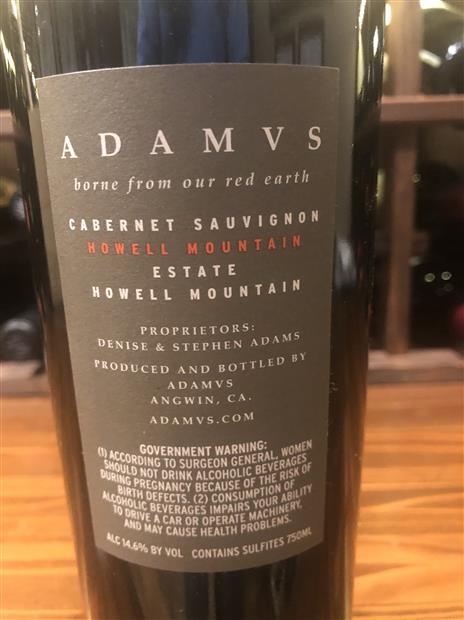 ADAMVS
borne from our red earth
CABERNET SAUVIGNON
HOWELL MOUNTAIN
ESTATE
HOWELL MOUNTAIN
PROPRIETORS:
DENISE & STEPHEN ADAMS
PRODUCED AND BOTTLED BY
ADAMVS
ANGWIN, CA.
ADAMVS.COM
GOVERNMENT WARNING:
(1) ACCORDING TO SURGEON GENERAL, WOMEN
SHOULD NOT DRINK ALCOHOLIC BEVERAGES
DURING PREGNANCY BECAUSE OF THE RISK OF
BIRTH DEFECTS. (2) CONSUMPTION OF
ALCOHOLIC BEVERAGES IMPAIRS YOUR ABILITY
TO DRIVE A CAR OR OPERATE MACHINERY,
AND MAY CAUSE HEALTH PROBLEMS.
ALC 14.6% BY VOL CONTAINS SULFITES 750ML